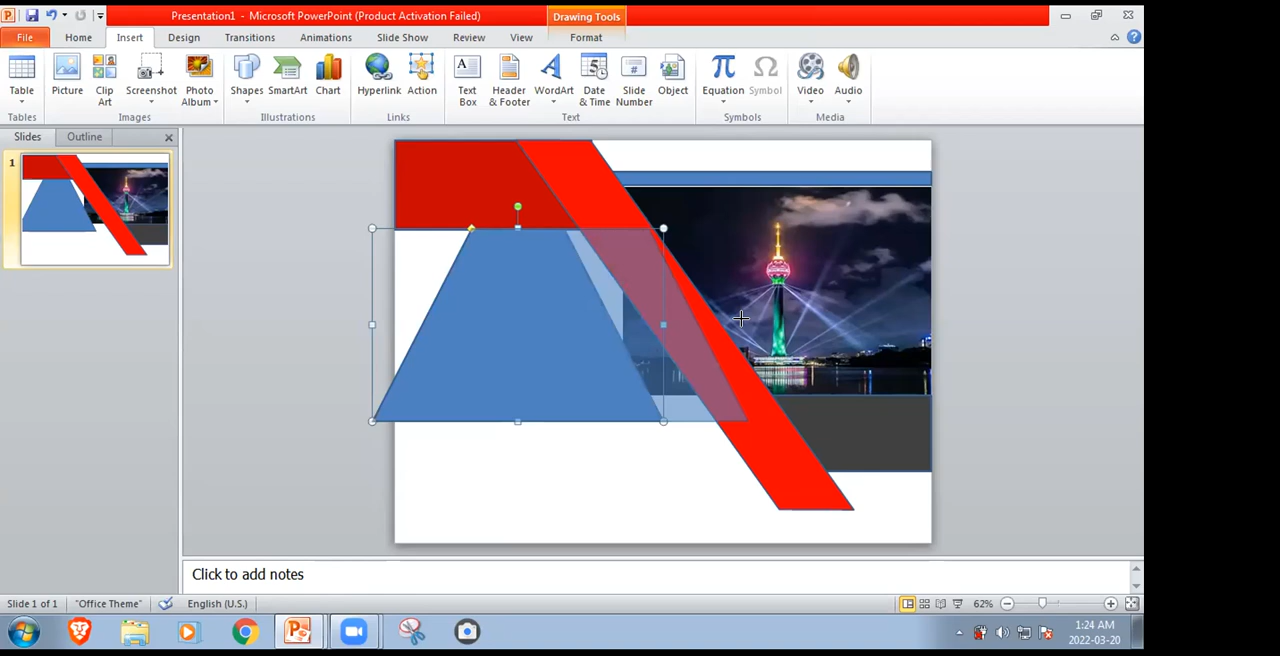 Presentation1 - Microsoft PowerPoint (Product Activation Failed)
Drawing Tools
File Home Insert Design Transitions Animations Slide Show Review View Format
Table Picture Clip Art Screenshot Photo Album Shapes SmartArt Chart Hyperlink Action Text Box Header & Footer WordArt Date & Time Slide Number Object Equation Symbol Video Audio
Tables Images Illustrations Links Text Symbols Media
Slides Outline
1
Click to add notes
Slide 1 of 1 "Office Theme" English (U.S.) 62%
1:24 AM
2022-03-20